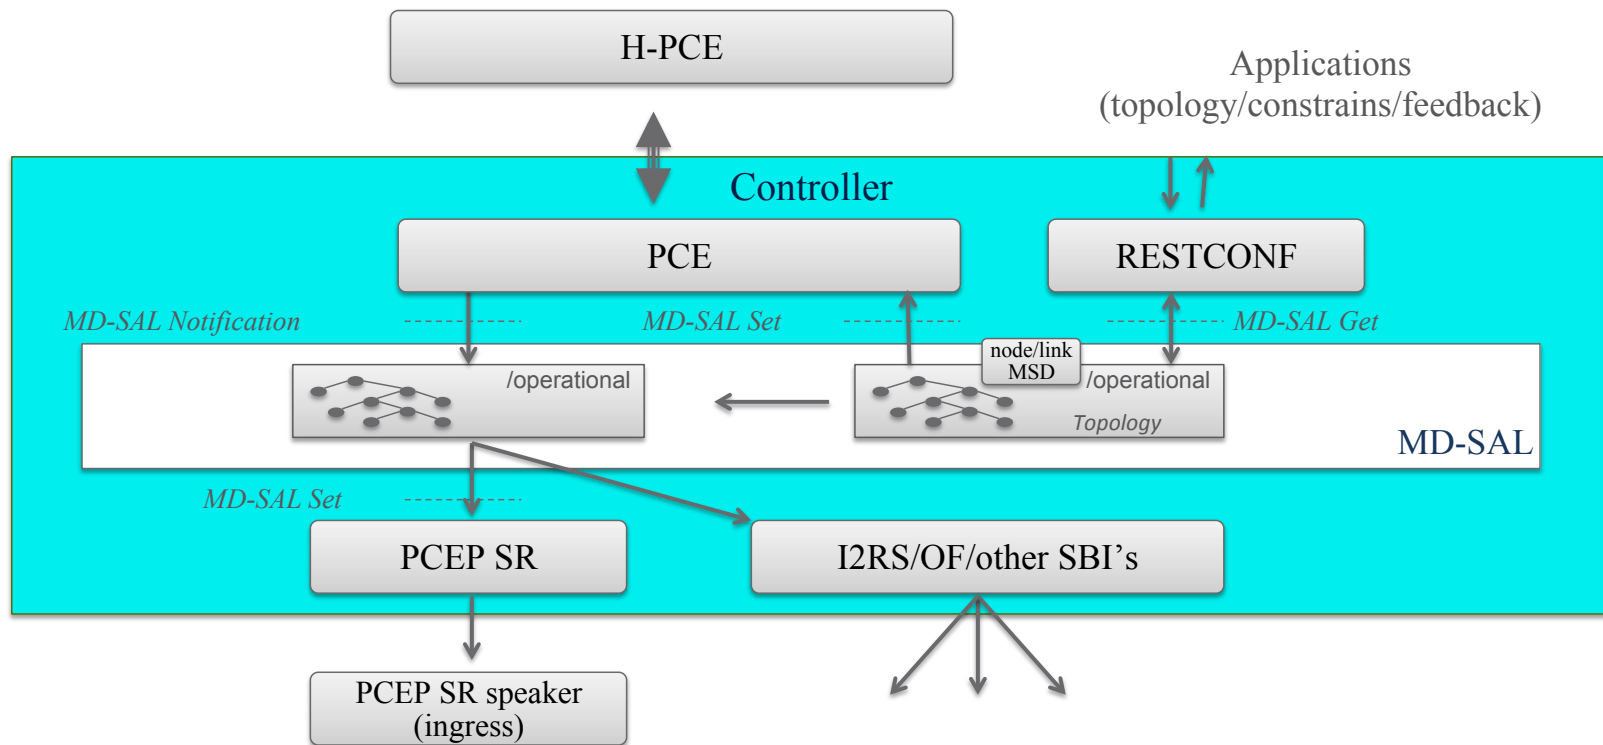 H-PCE
Applications
(topology/constrains/feedback)
Controller
PCE
RESTCONF
MD-SAL Notification
MD-SAL Set
MD-SAL Get
node/link
MSD
/operational
/operational
Topology
MD-SAL
MD-SAL Set
PCEP SR
I2RS/OF/other SBI’s
PCEP SR speaker
(ingress)